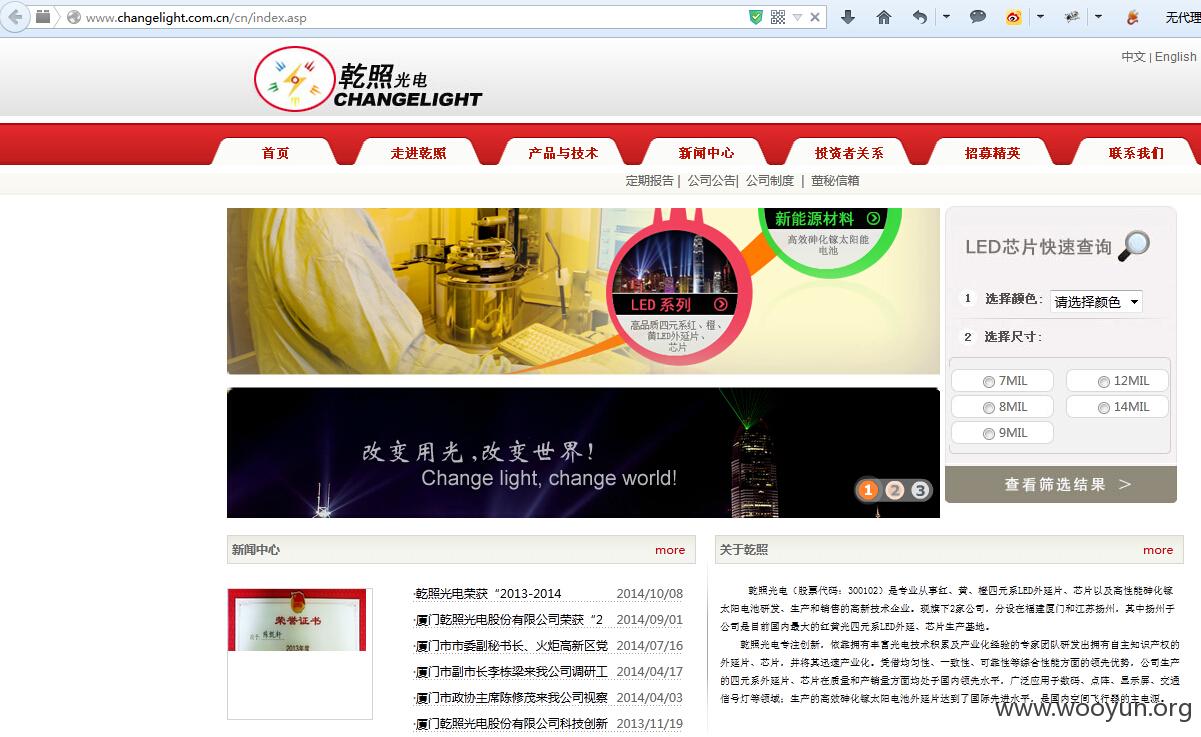 www.changelight.com.cn/cn/index.asp
无代理
中文 | English
乾照光电
CHANGELIGHT
首页 走进乾照 产品与技术 新闻中心 投资者关系 招募精英 联系我们
定期报告 | 公司公告 | 公司制度 | 董秘信箱
新能源材料
高效砷化镓太阳能
电池
LED 系列
高品质四元系红、橙、
黄LED外延片、
芯片
LED芯片快速查询
1 选择颜色: 请选择颜色
2 选择尺寸:
7MIL 12MIL
8MIL 14MIL
9MIL
查看筛选结果 >
改变用光,改变世界!
Change light, change world!
1 2 3
新闻中心 more
荣誉证书
2013年度
·乾照光电荣获“2013-2014 2014/10/08
·厦门乾照光电股份有限公司荣获“2 2014/09/01
·厦门市市委副秘书长、火炬高新区党 2014/07/16
·厦门市副市长李栋梁来我公司调研工 2014/04/17
·厦门市政协主席陈修茂来我公司视察 2014/04/03
·厦门乾照光电股份有限公司科技创新 2013/11/19
关于乾照 more
乾照光电（股票代码：300102）是专业从事红、黄、橙四元系LED外延片、芯片以及高性能砷化镓
太阳电池研发、生产和销售的高新技术企业。现旗下2家公司，分设在福建厦门和江苏扬州，其中扬州子
公司是目前国内最大的红黄光四元系LED外延、芯片生产基地。
乾照光电专注创新，依靠拥有丰富光电技术积累及产业化经验的专家团队研发出拥有自主知识产权的
外延片、芯片，并将其迅速产业化。凭借均匀性、一致性、可靠性等综合性能方面的领先优势，公司生产
的四元系外延片、芯片在质量和产销量方面均处于国内领先水平，广泛应用于数码、点阵、显示屏、交通
信号灯等领域；生产的高效砷化镓太阳电池外延片达到了国际先进水平，是国内空间飞行器的主电源。
www.wooyun.org